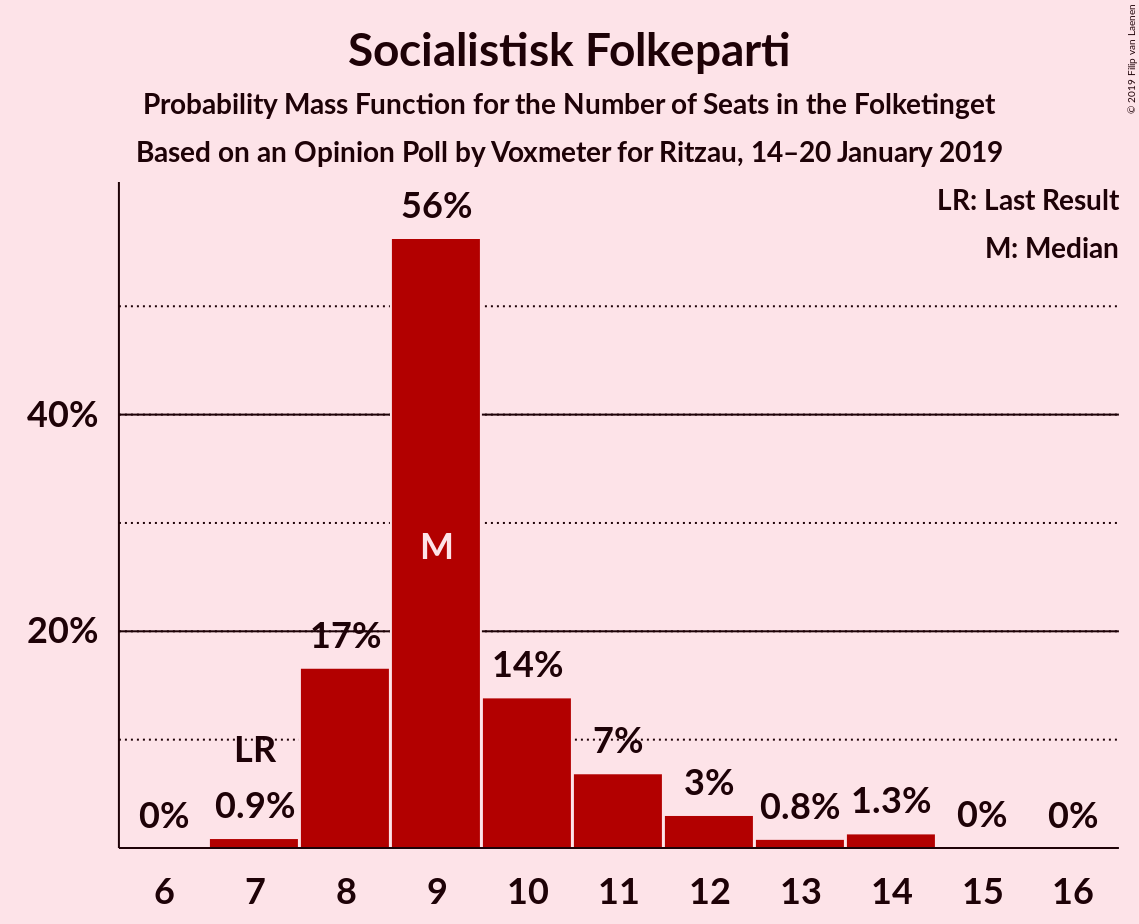 Socialistisk Folkeparti
Probability Mass Function for the Number of Seats in the Folketinget
Based on an Opinion Poll by Voxmeter for Ritzau, 14–20 January 2019
© 2019 Filip van Laenen
LR: Last Result
M: Median
56%
40%
M
20%
17%
14%
LR
7%
3%
0%
0.9%
0.8%
1.3%
0%
0%
6 7 8 9 10 11 12 13 14 15 16